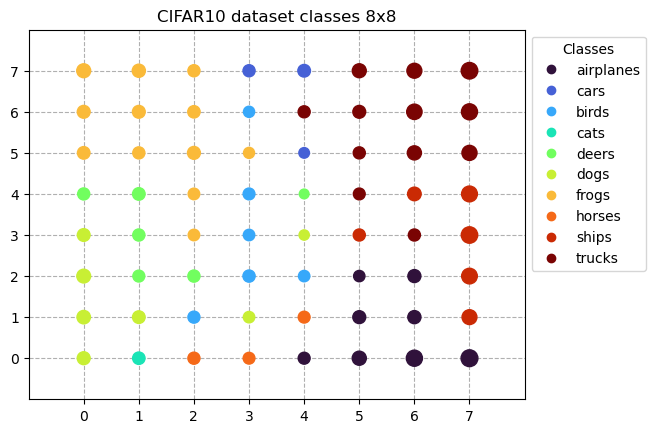 CIFAR10 dataset classes 8x8
Classes
airplanes
cars
birds
cats
deers
dogs
frogs
horses
ships
trucks
7
6
5
4
3
2
1
0
0 1 2 3 4 5 6 7